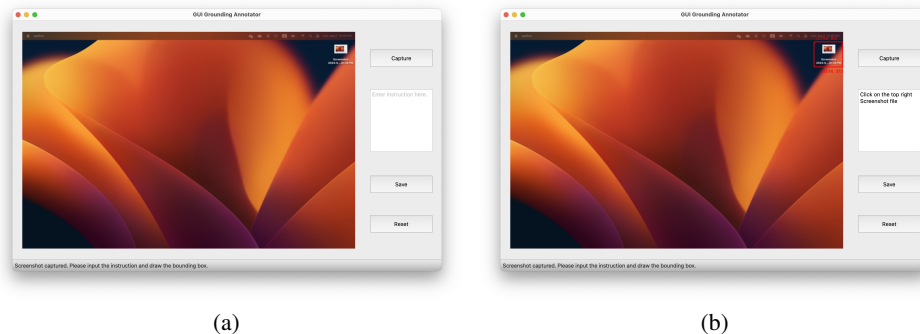 GUI Grounding Annotator
Screenshot
Capture
Enter instruction here..
Save
Reset
Screenshot captured. Please input the instruction and draw the bounding box.
(a)
GUI Grounding Annotator
Screenshot
Capture
Click on the top right
Screenshot file
Save
Reset
Screenshot captured. Please input the instruction and draw the bounding box.
(b)